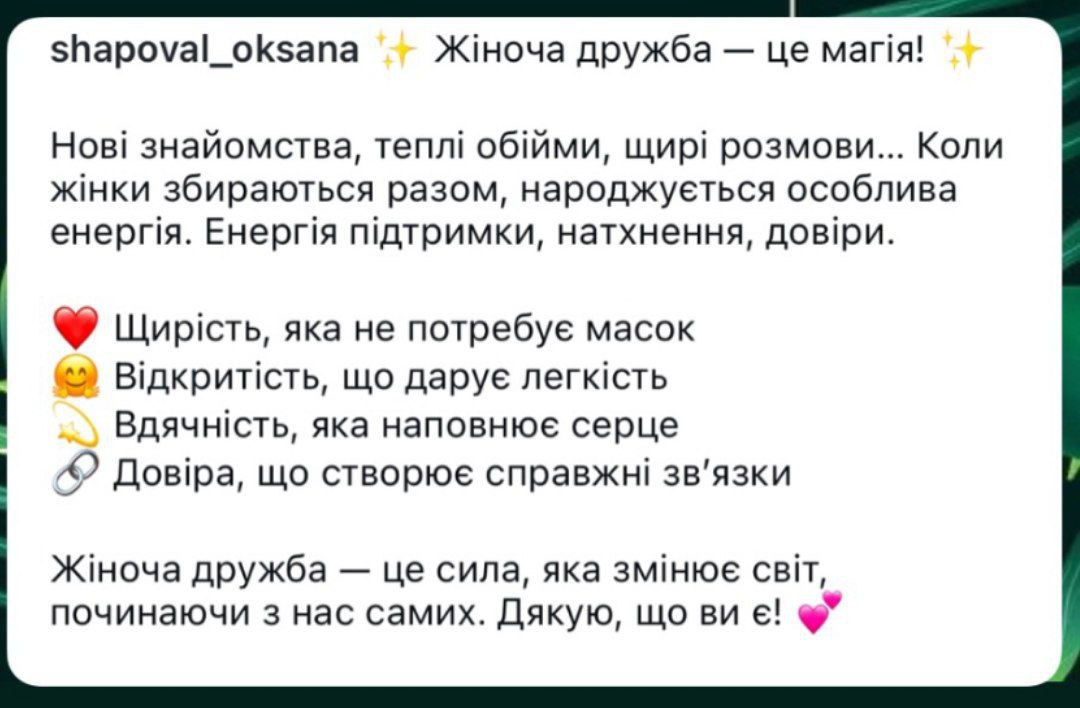 shapoval_oksana ✨ Жіноча дружба — це магія! ✨
Нові знайомства, теплі обійми, щирі розмови... Коли
жінки збираються разом, народжується особлива
енергія. Енергія підтримки, натхнення, довіри.
❤️ Щирість, яка не потребує масок
🤗 Відкритість, що дарує легкість
💫 Вдячність, яка наповнює серце
🔗 Довіра, що створює справжні зв’язки
Жіноча дружба — це сила, яка змінює світ,
починаючи з нас самих. Дякую, що ви є! 💕